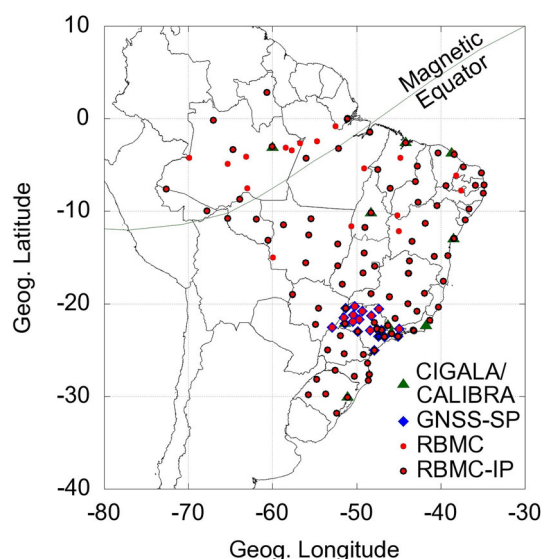 10
0
-10
-20
-30
-40
-80
-70
-60
-50
-40
-30
Geog. Latitude
Geog. Longitude
Magnetic
Equator
CIGALA/
CALIBRA
GNSS-SP
RBMC
RBMC-IP